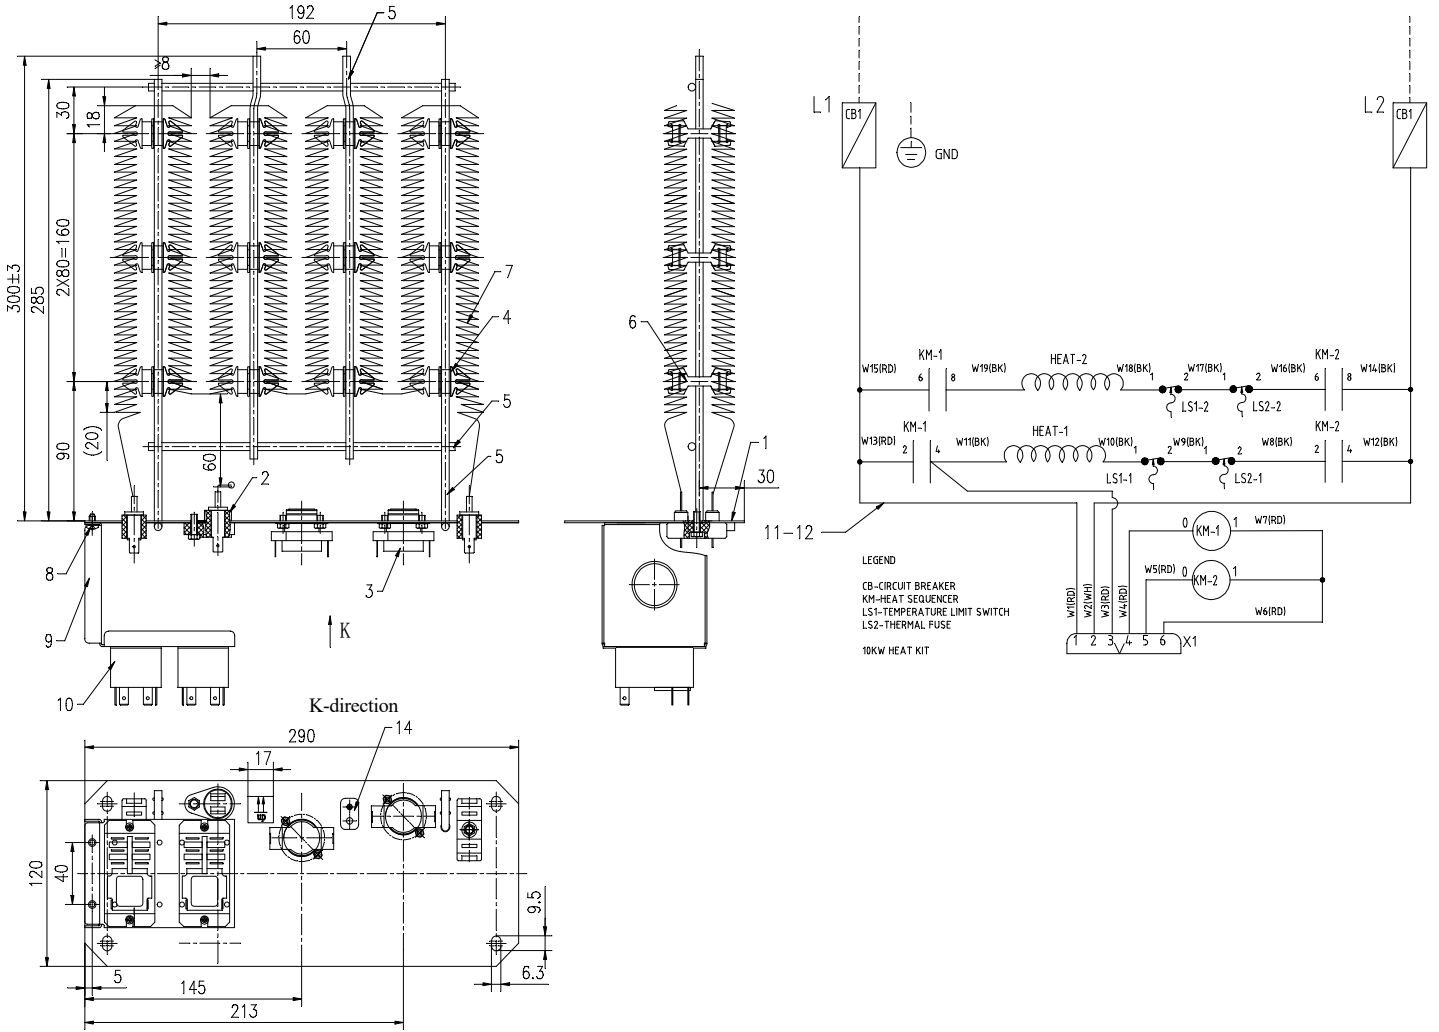 192
60
5
>8
30
18
300±3
285
2X80=160
90
(20)
60
7
4
5
5
2
3
8
9
10
K
6
1
30
K-direction
14
290
17
up
120
40
9.5
6.3
5
145
213
L1
CB1
GND
L2
CB1
W15(RD)
KM-1
6
8
W19(BK)
HEAT-2
W18(BK)
1
2
W17(BK)
1
2
W16(BK)
KM-2
6
8
W14(BK)
LS1-2
LS2-2
W13(RD)
KM-1
2
4
W11(BK)
HEAT-1
W10(BK)
1
2
W9(BK)
1
2
W8(BK)
KM-2
2
4
W12(BK)
LS1-1
LS2-1
11-12
0
KM-1
1
W7(RD)
W5(RD)
0
KM-2
1
W6(RD)
W1(RD)
W2(WH)
W3(RD)
W4(RD)
1
2
3
4
5
6
X1
LEGEND
CB-CIRCUIT BREAKER
KM-HEAT SEQUENCER
LS1-TEMPERATURE LIMIT SWITCH
LS2-THERMAL FUSE
10KW HEAT KIT